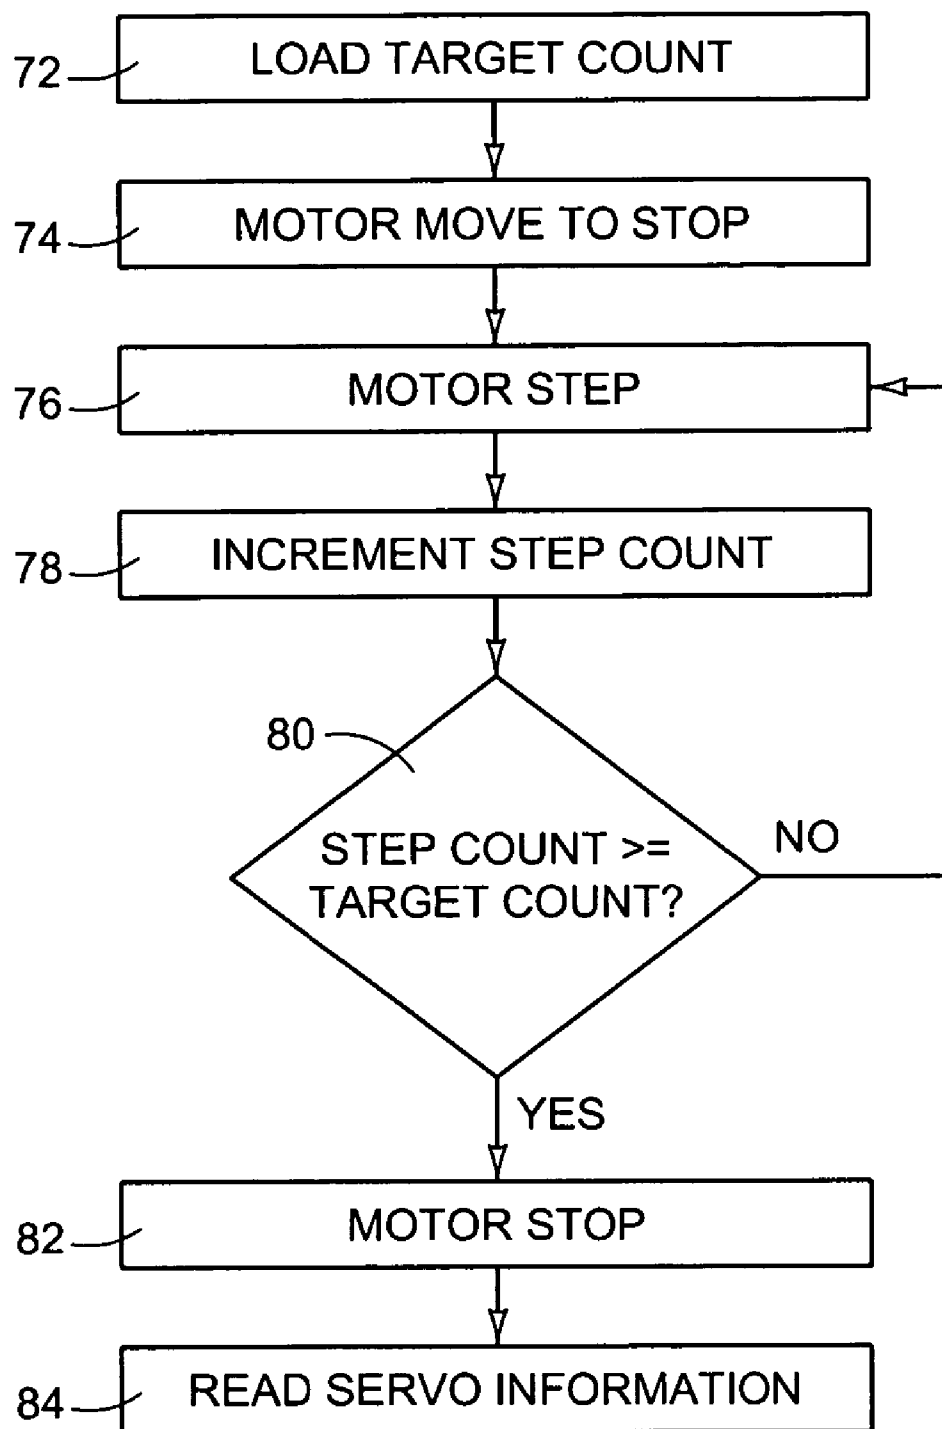 72
LOAD TARGET COUNT
74
MOTOR MOVE TO STOP
76
MOTOR STEP
78
INCREMENT STEP COUNT
80
STEP COUNT >=
TARGET COUNT?
NO
YES
82
MOTOR STOP
84
READ SERVO INFORMATION